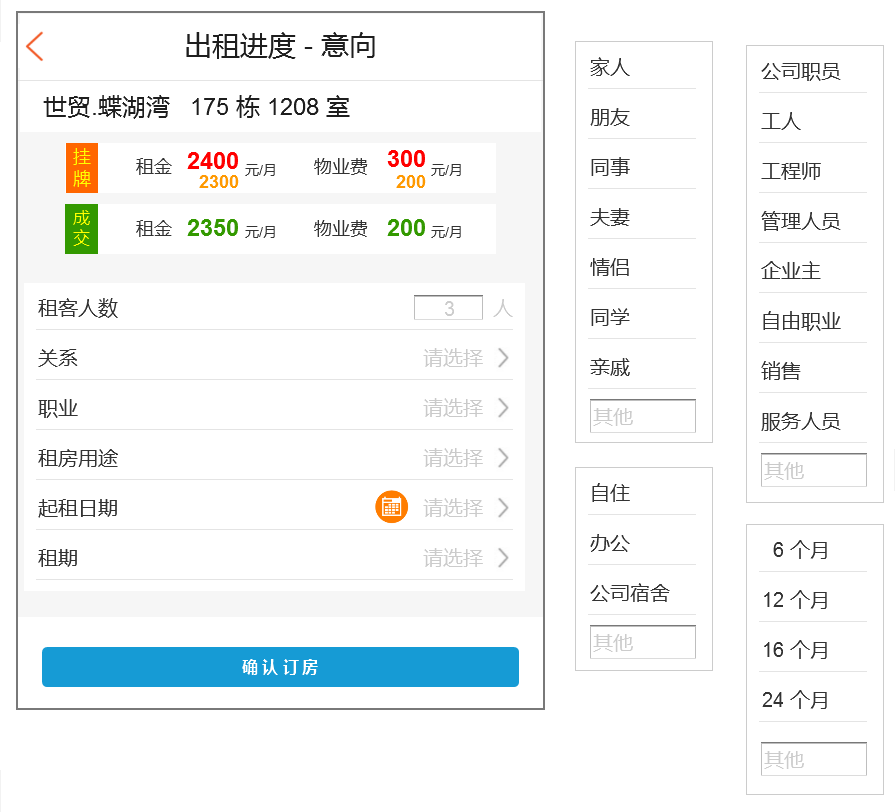 出租进度 - 意向
世贸.蝶湖湾 175 栋 1208 室
挂牌 租金 2400 元/月 物业费 300 元/月
2300 200
成交 租金 2350 元/月 物业费 200 元/月
租客人数 3 人
关系 请选择
职业 请选择
租房用途 请选择
起租日期 请选择
租期 请选择
确认订房
家人
朋友
同事
夫妻
情侣
同学
亲戚
其他
自住
办公
公司宿舍
其他
公司职员
工人
工程师
管理人员
企业主
自由职业
销售
服务人员
其他
6 个月
12 个月
16 个月
24 个月
其他